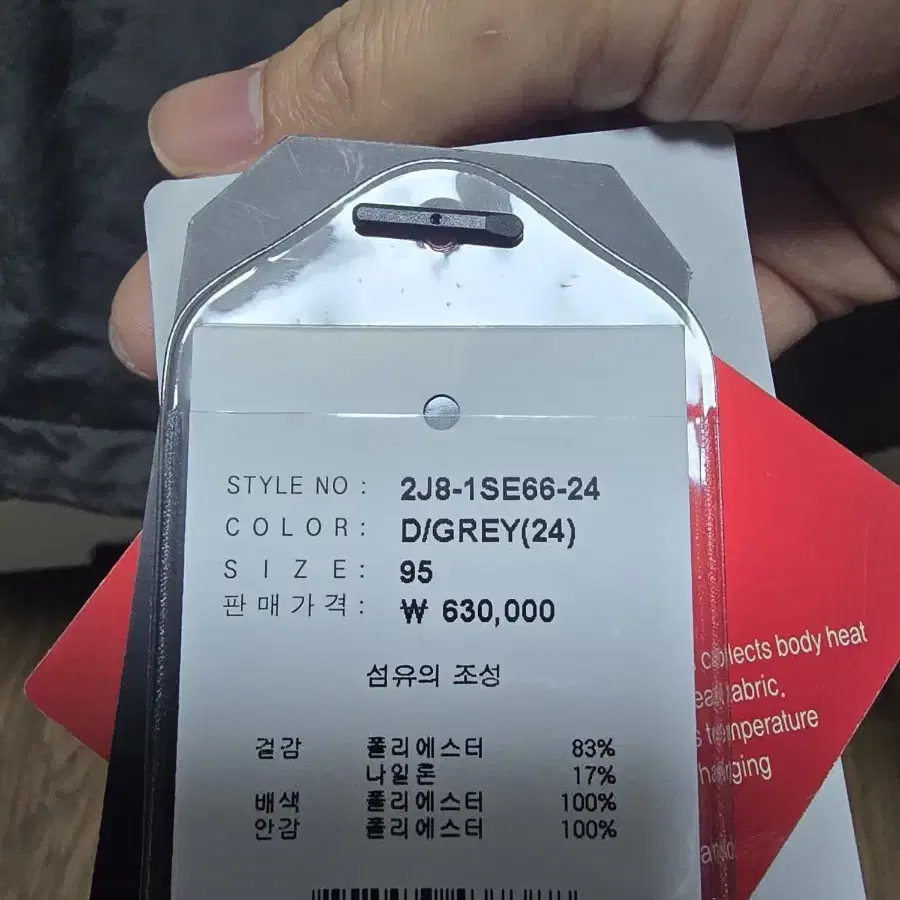 STYLE NO : 2J8-1SE66-24
COLOR : D/GREY(24)
SIZE : 95
판매가격 : ₩ 630,000
섬유의 조성
겉감 폴리에스터 83%
나일론 17%
배색 폴리에스터 100%
안감 폴리에스터 100%
collects body heat
fabric.
temperature